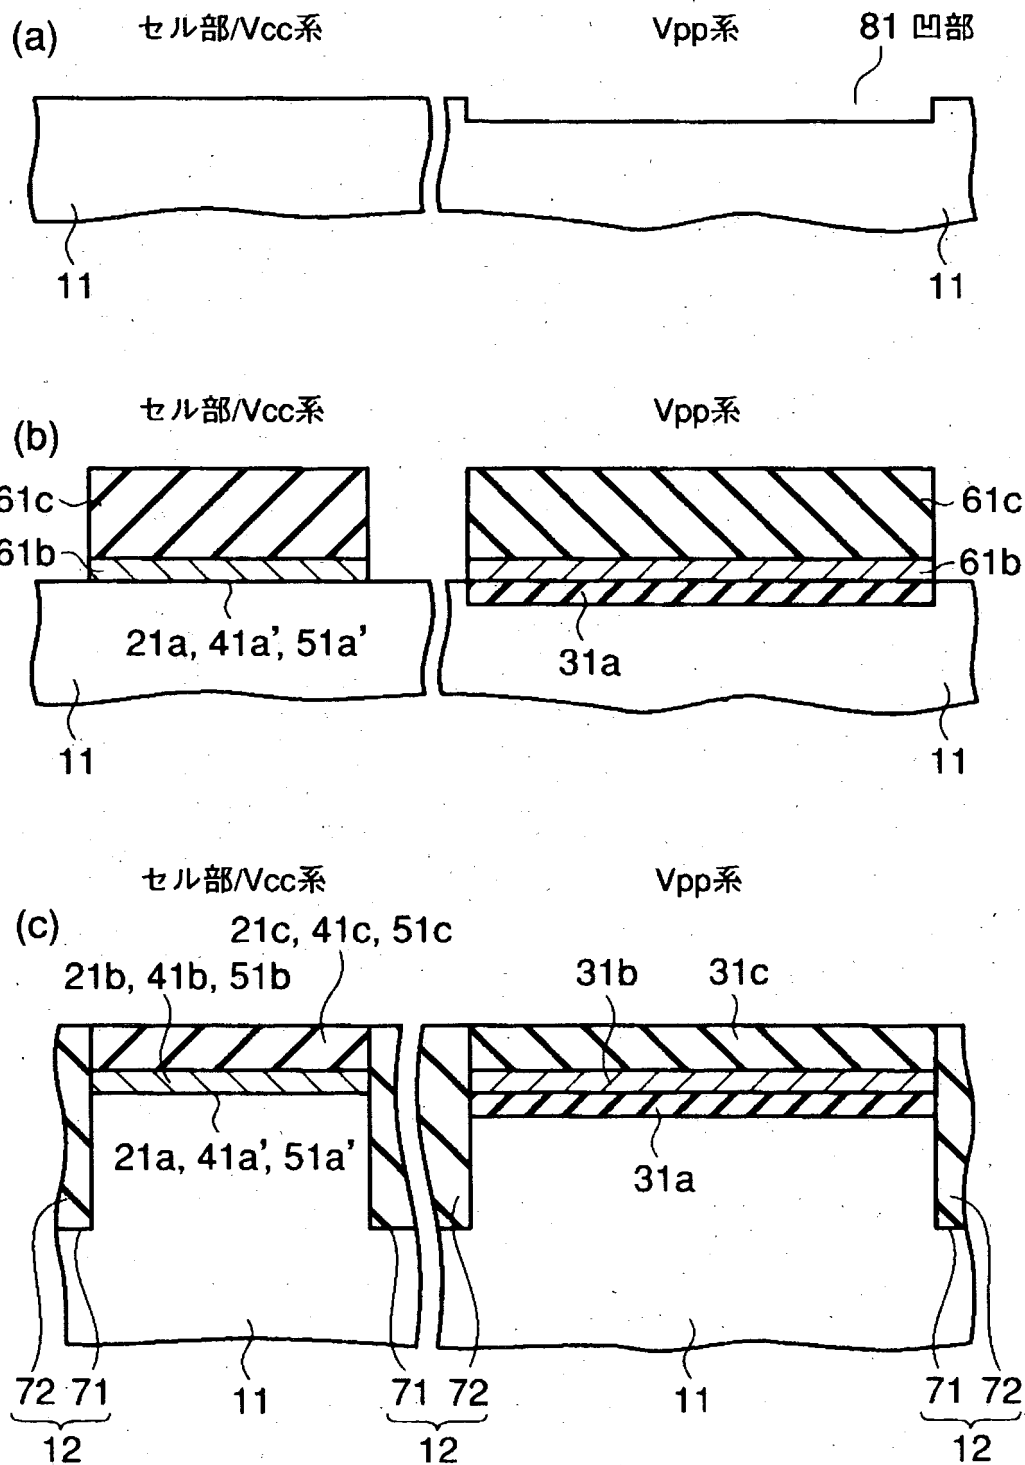 (a)
セル部/Vcc系
Vpp系
81 凹部
11
11
(b)
セル部/Vcc系
Vpp系
61c
61c
61b
61b
21a, 41a', 51a'
31a
11
11
(c)
セル部/Vcc系
Vpp系
21c, 41c, 51c
21b, 41b, 51b
31b
31c
21a, 41a', 51a'
31a
72 71
11
71 72
11
71 72
12
12
12